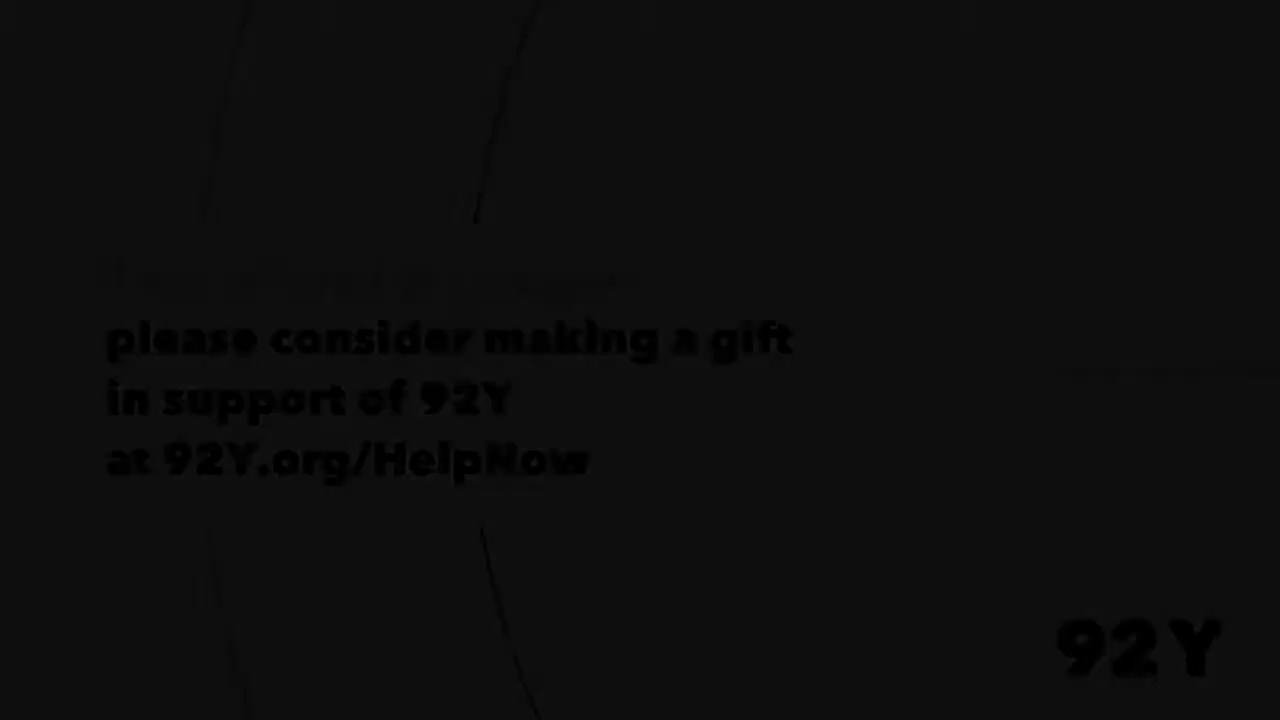 please consider making a gift
in support of 92Y
at 92Y.org/HelpNow
92Y